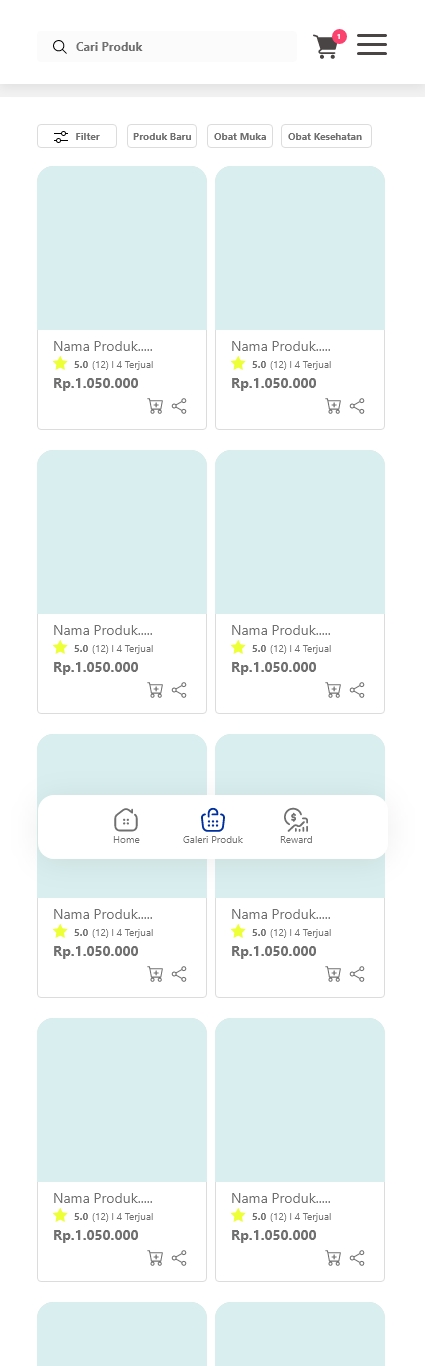 Cari Produk
1
Filter
Produk Baru
Obat Muka
Obat Kesehatan
Nama Produk.....
5.0 (12) I 4 Terjual
Rp.1.050.000
Nama Produk.....
5.0 (12) I 4 Terjual
Rp.1.050.000
Nama Produk.....
5.0 (12) I 4 Terjual
Rp.1.050.000
Nama Produk.....
5.0 (12) I 4 Terjual
Rp.1.050.000
Home
Galeri Produk
Reward
Nama Produk.....
5.0 (12) I 4 Terjual
Rp.1.050.000
Nama Produk.....
5.0 (12) I 4 Terjual
Rp.1.050.000
Nama Produk.....
5.0 (12) I 4 Terjual
Rp.1.050.000
Nama Produk.....
5.0 (12) I 4 Terjual
Rp.1.050.000